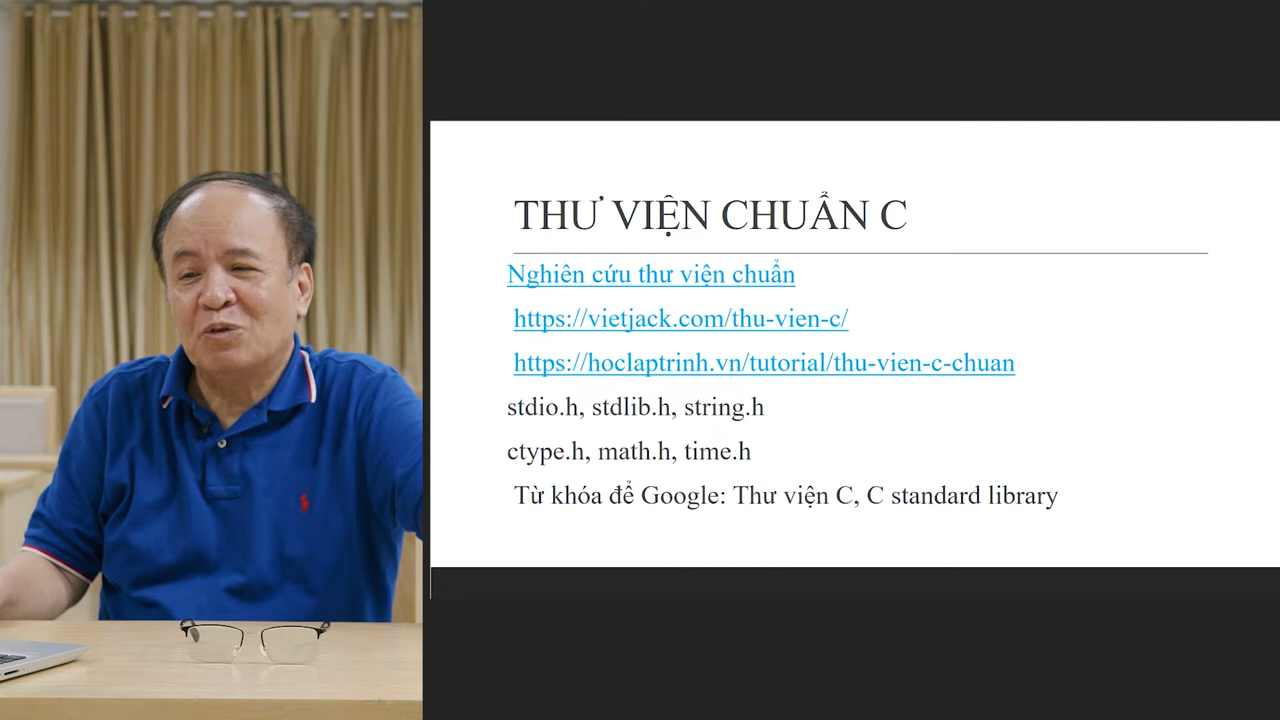 THƯ VIỆN CHUẨN C
Nghiên cứu thư viện chuẩn
https://vietjack.com/thu-vien-c/
https://hoclaptrinh.vn/tutorial/thu-vien-c-chuan
stdio.h, stdlib.h, string.h
ctype.h, math.h, time.h
Từ khóa để Google: Thư viện C, C standard library